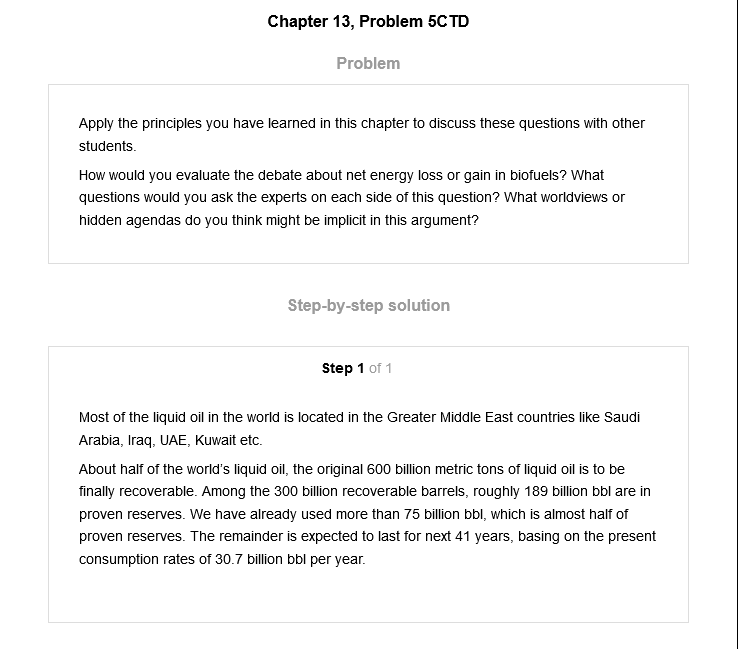 Chapter 13, Problem 5CTD
Problem
Apply the principles you have learned in this chapter to discuss these questions with other
students.
How would you evaluate the debate about net energy loss or gain in biofuels? What
questions would you ask the experts on each side of this question? What worldviews or
hidden agendas do you think might be implicit in this argument?
Step-by-step solution
Step 1 of 1
Most of the liquid oil in the world is located in the Greater Middle East countries like Saudi
Arabia, Iraq, UAE, Kuwait etc.
About half of the world's liquid oil, the original 600 billion metric tons of liquid oil is to be
finally recoverable. Among the 300 billion recoverable barrels, roughly 189 billion bbl are in
proven reserves. We have already used more than 75 billion bbl, which is almost half of
proven reserves. The remainder is expected to last for next 41 years, basing on the present
consumption rates of 30.7 billion bbl per year.